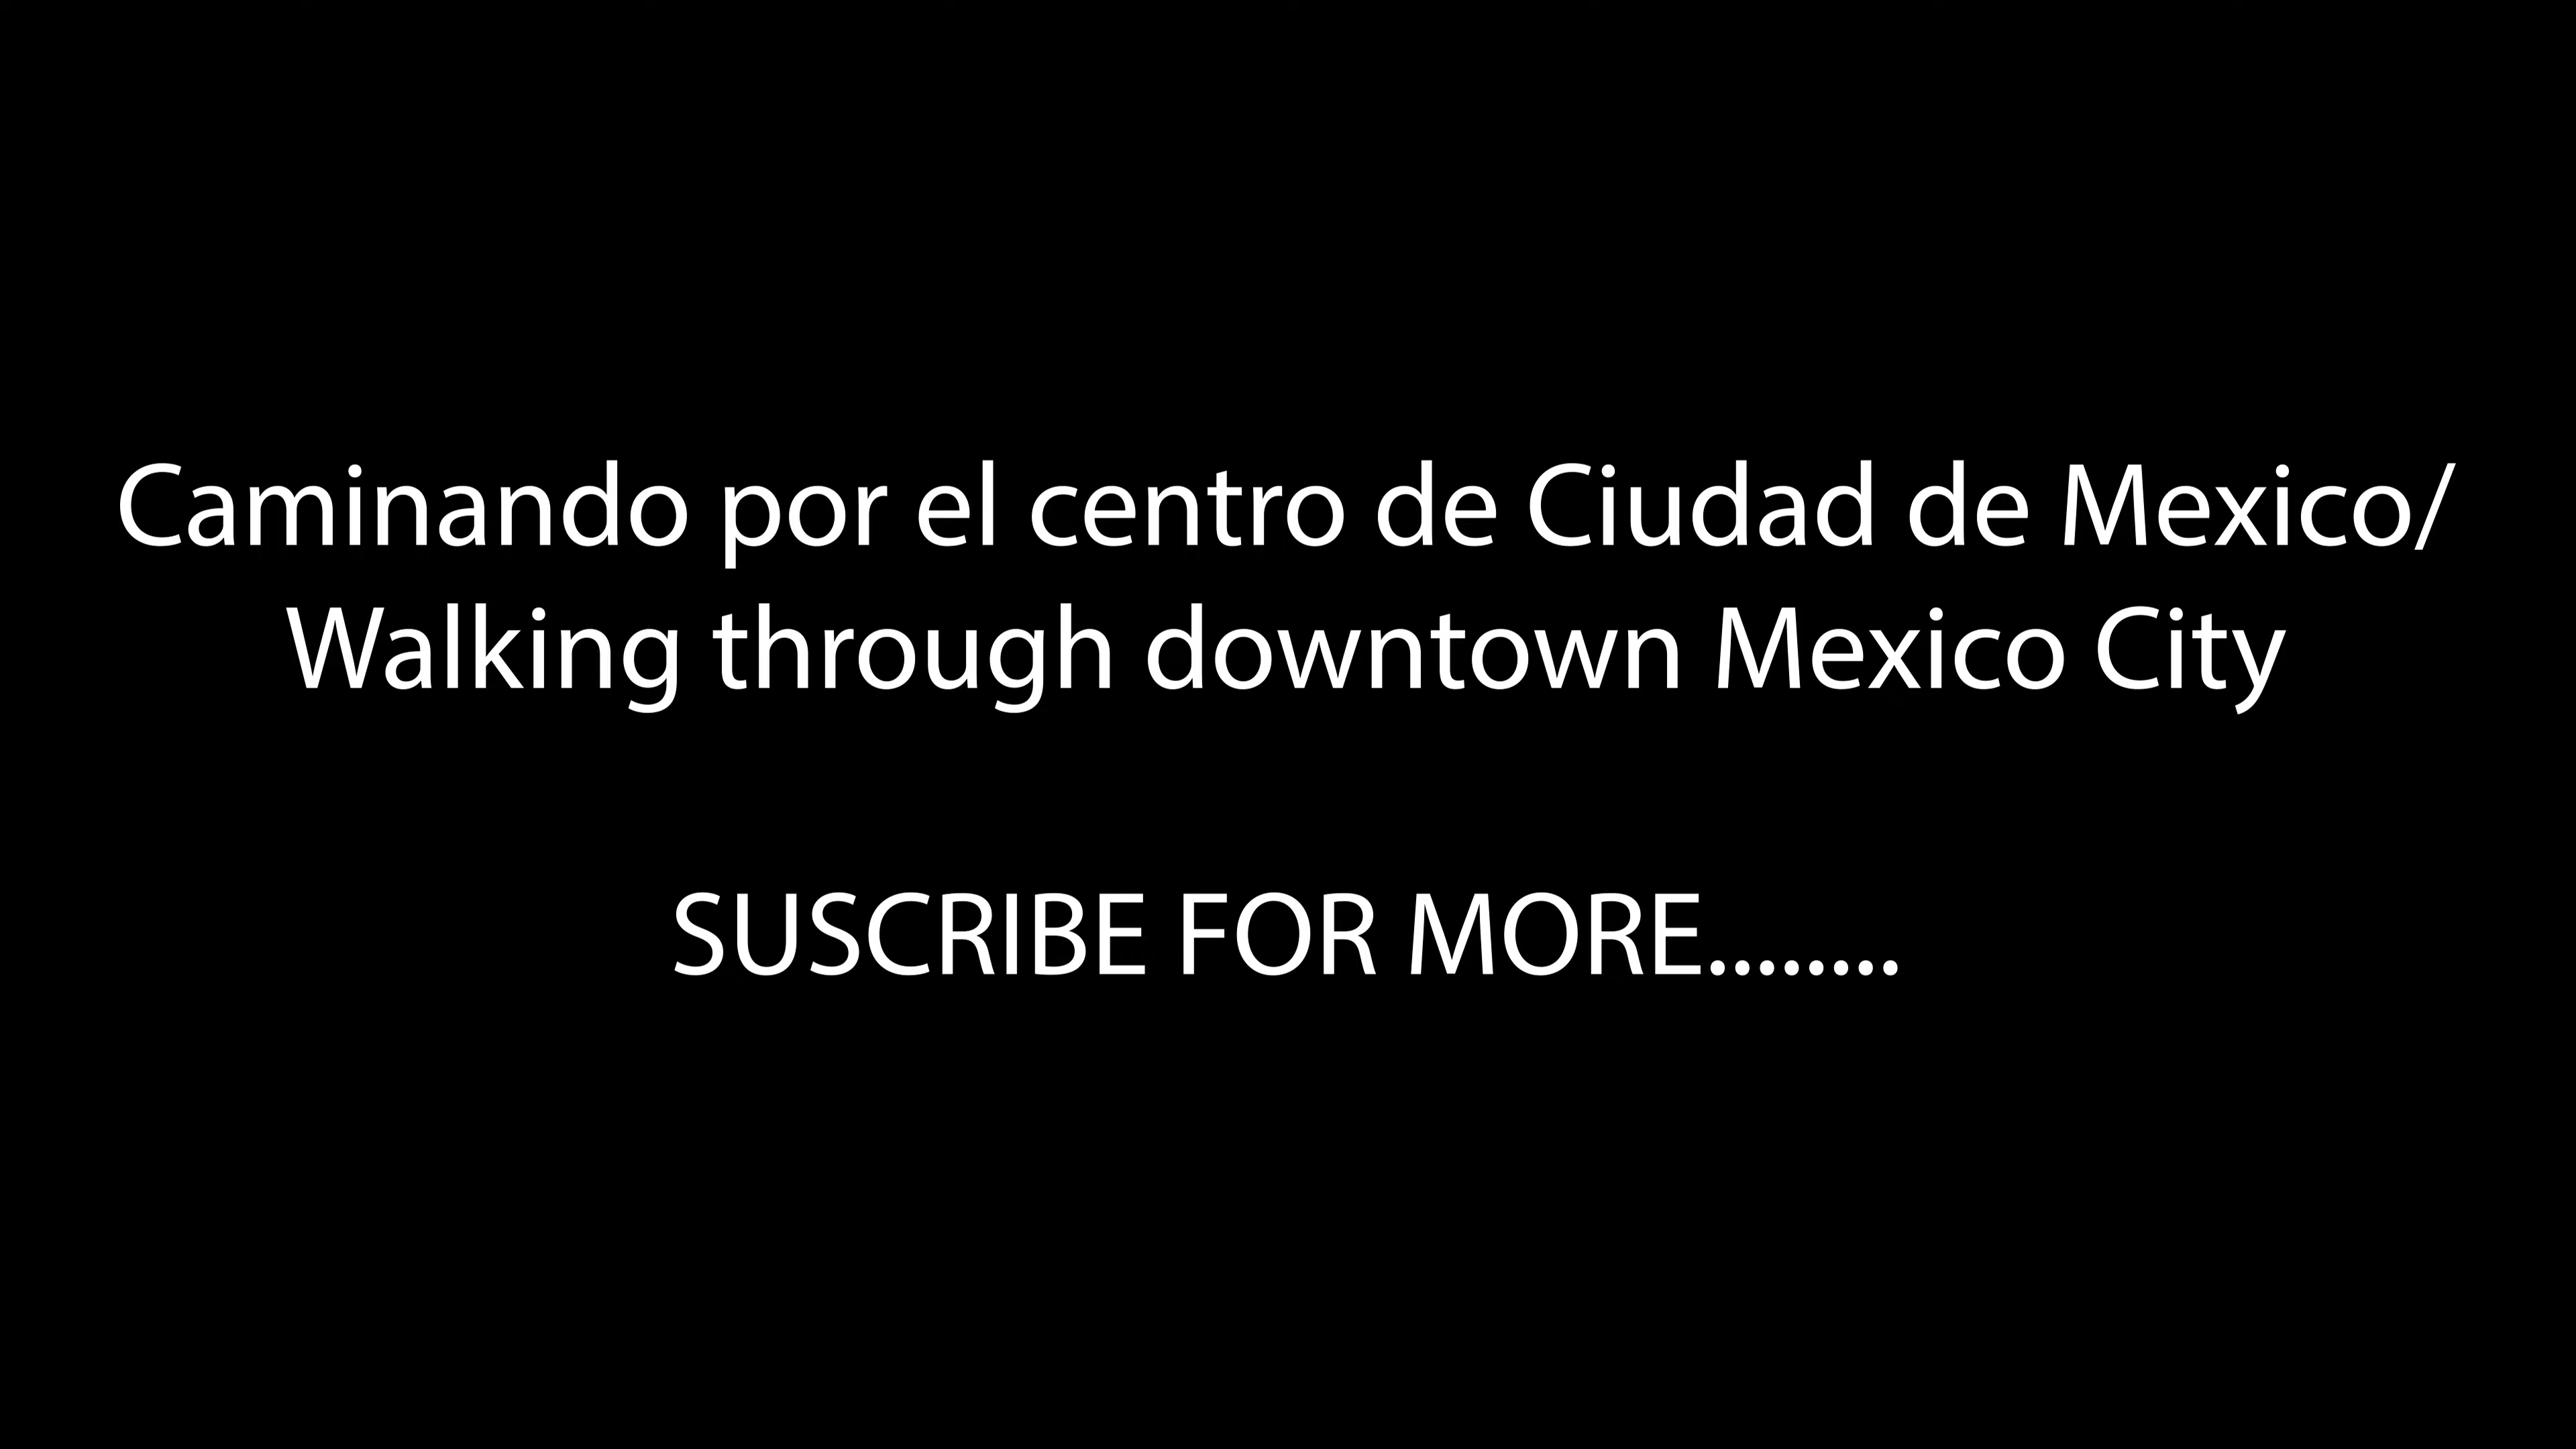 Caminando por el centro de Ciudad de Mexico/
Walking through downtown Mexico City
SUSCRIBE FOR MORE........